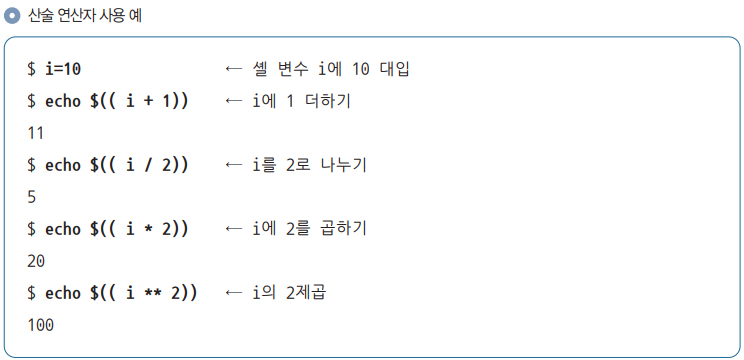 산술 연산자 사용 예
$ i=10 ← 셸 변수 i에 10 대입
$ echo $(( i + 1)) ← i에 1 더하기
11
$ echo $(( i / 2)) ← i를 2로 나누기
5
$ echo $(( i * 2)) ← i에 2를 곱하기
20
$ echo $(( i ** 2)) ← i의 2제곱
100